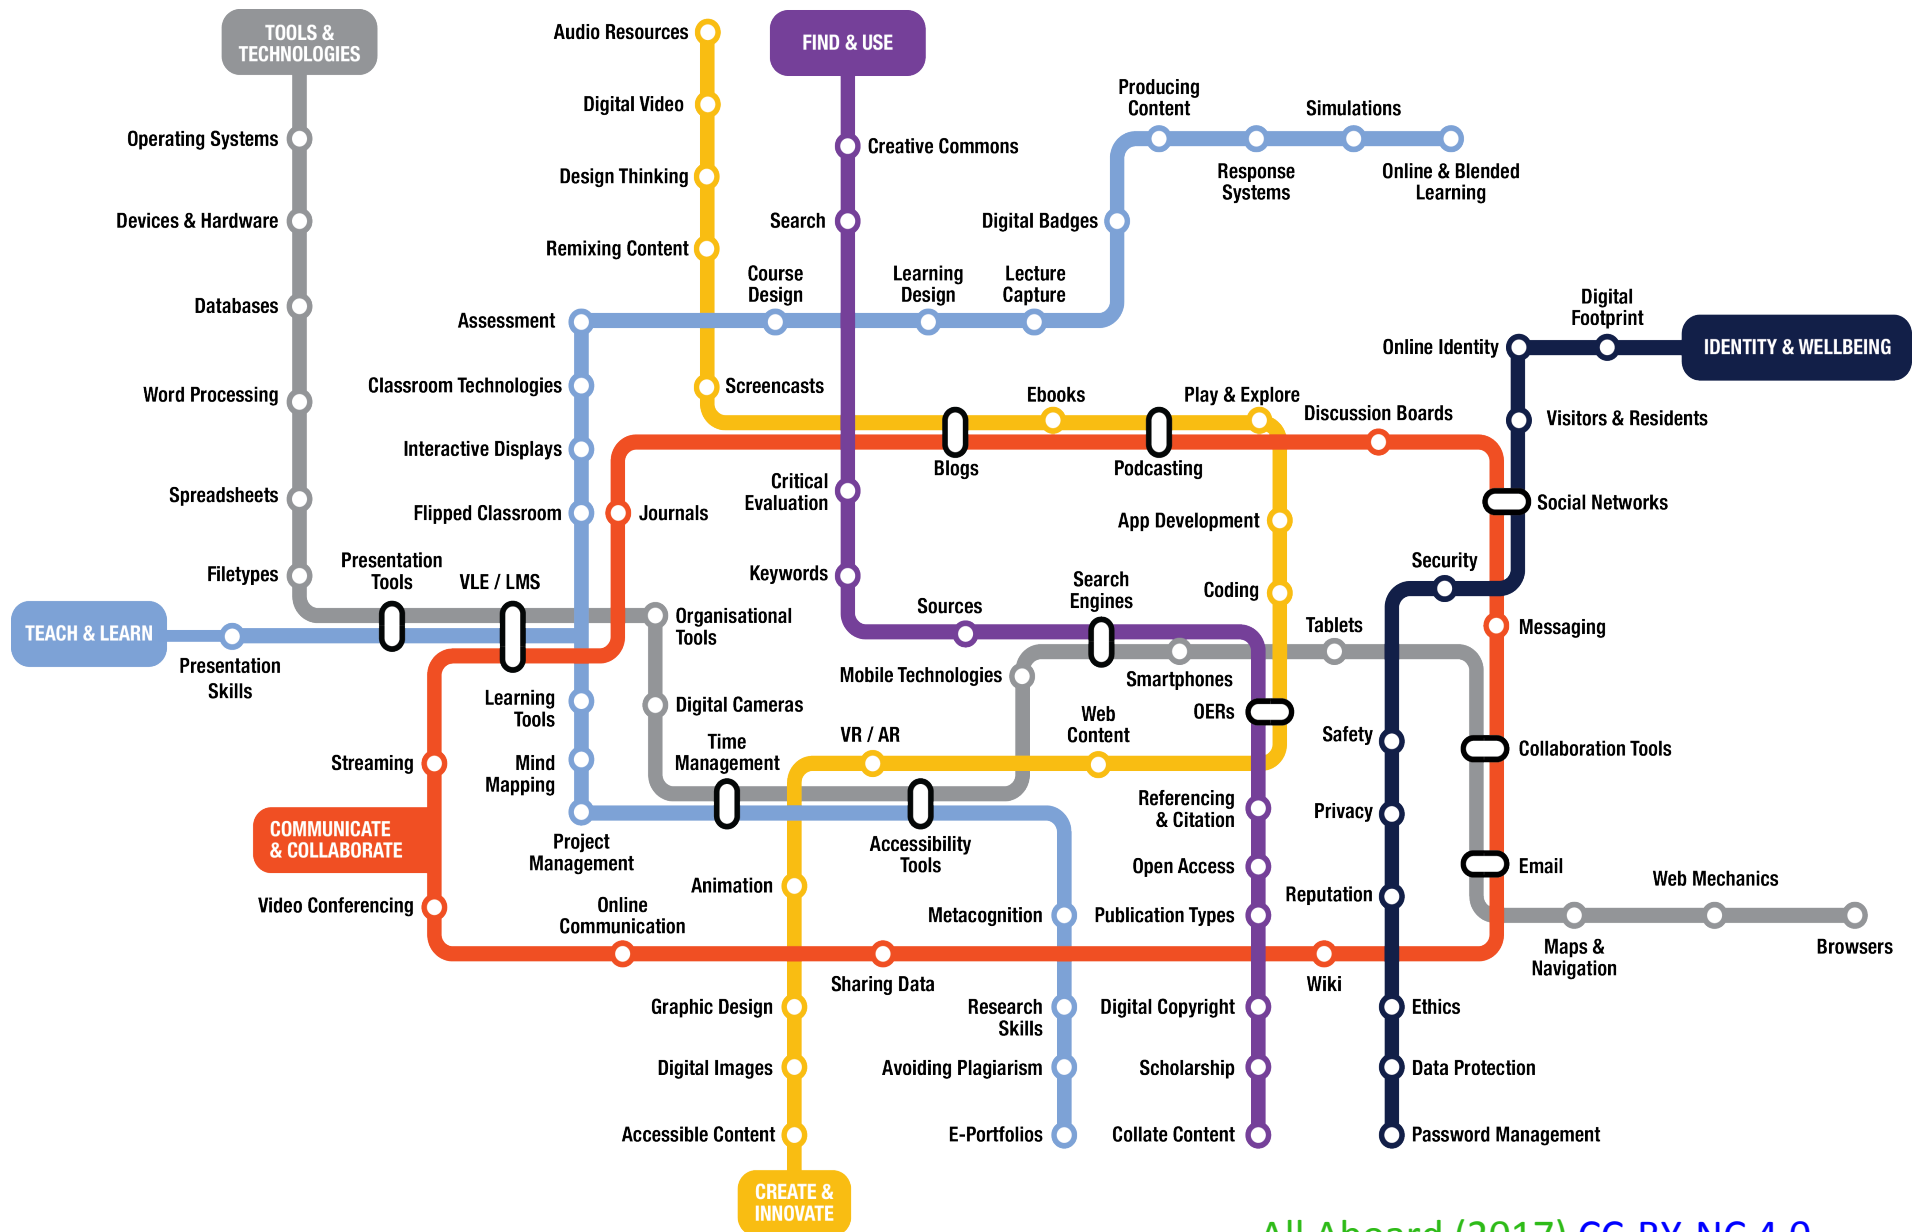 TOOLS &
TECHNOLOGIES
Audio Resources
FIND & USE
Digital Video
Producing
Content
Simulations
Operating Systems
Creative Commons
Design Thinking
Response
Systems
Online & Blended
Learning
Devices & Hardware
Search
Digital Badges
Remixing Content
Course
Design
Learning
Design
Lecture
Capture
Databases
Digital
Footprint
Assessment
Online Identity
IDENTITY & WELLBEING
Classroom Technologies
Screencasts
Word Processing
Ebooks
Play & Explore
Discussion Boards
Visitors & Residents
Interactive Displays
Blogs
Podcasting
Spreadsheets
Critical
Evaluation
Social Networks
Flipped Classroom
Journals
App Development
Filetypes
Presentation
Tools
VLE / LMS
Keywords
Search
Engines
Security
Coding
Sources
TEACH & LEARN
Organisational
Tools
Tablets
Messaging
Presentation
Skills
Mobile Technologies
Smartphones
Learning
Tools
Digital Cameras
OERs
Web
Content
VR / AR
Time
Management
Safety
Collaboration Tools
Streaming
Mind
Mapping
Referencing
& Citation
Privacy
COMMUNICATE
& COLLABORATE
Project
Management
Accessibility
Tools
Open Access
Email
Animation
Web Mechanics
Reputation
Video Conferencing
Online
Communication
Metacognition
Publication Types
Maps &
Navigation
Browsers
Sharing Data
Wiki
Graphic Design
Research
Skills
Digital Copyright
Ethics
Digital Images
Avoiding Plagiarism
Scholarship
Data Protection
Accessible Content
E-Portfolios
Collate Content
Password Management
CREATE &
INNOVATE
All Aboard (2017) CC-BY-NC 4.0